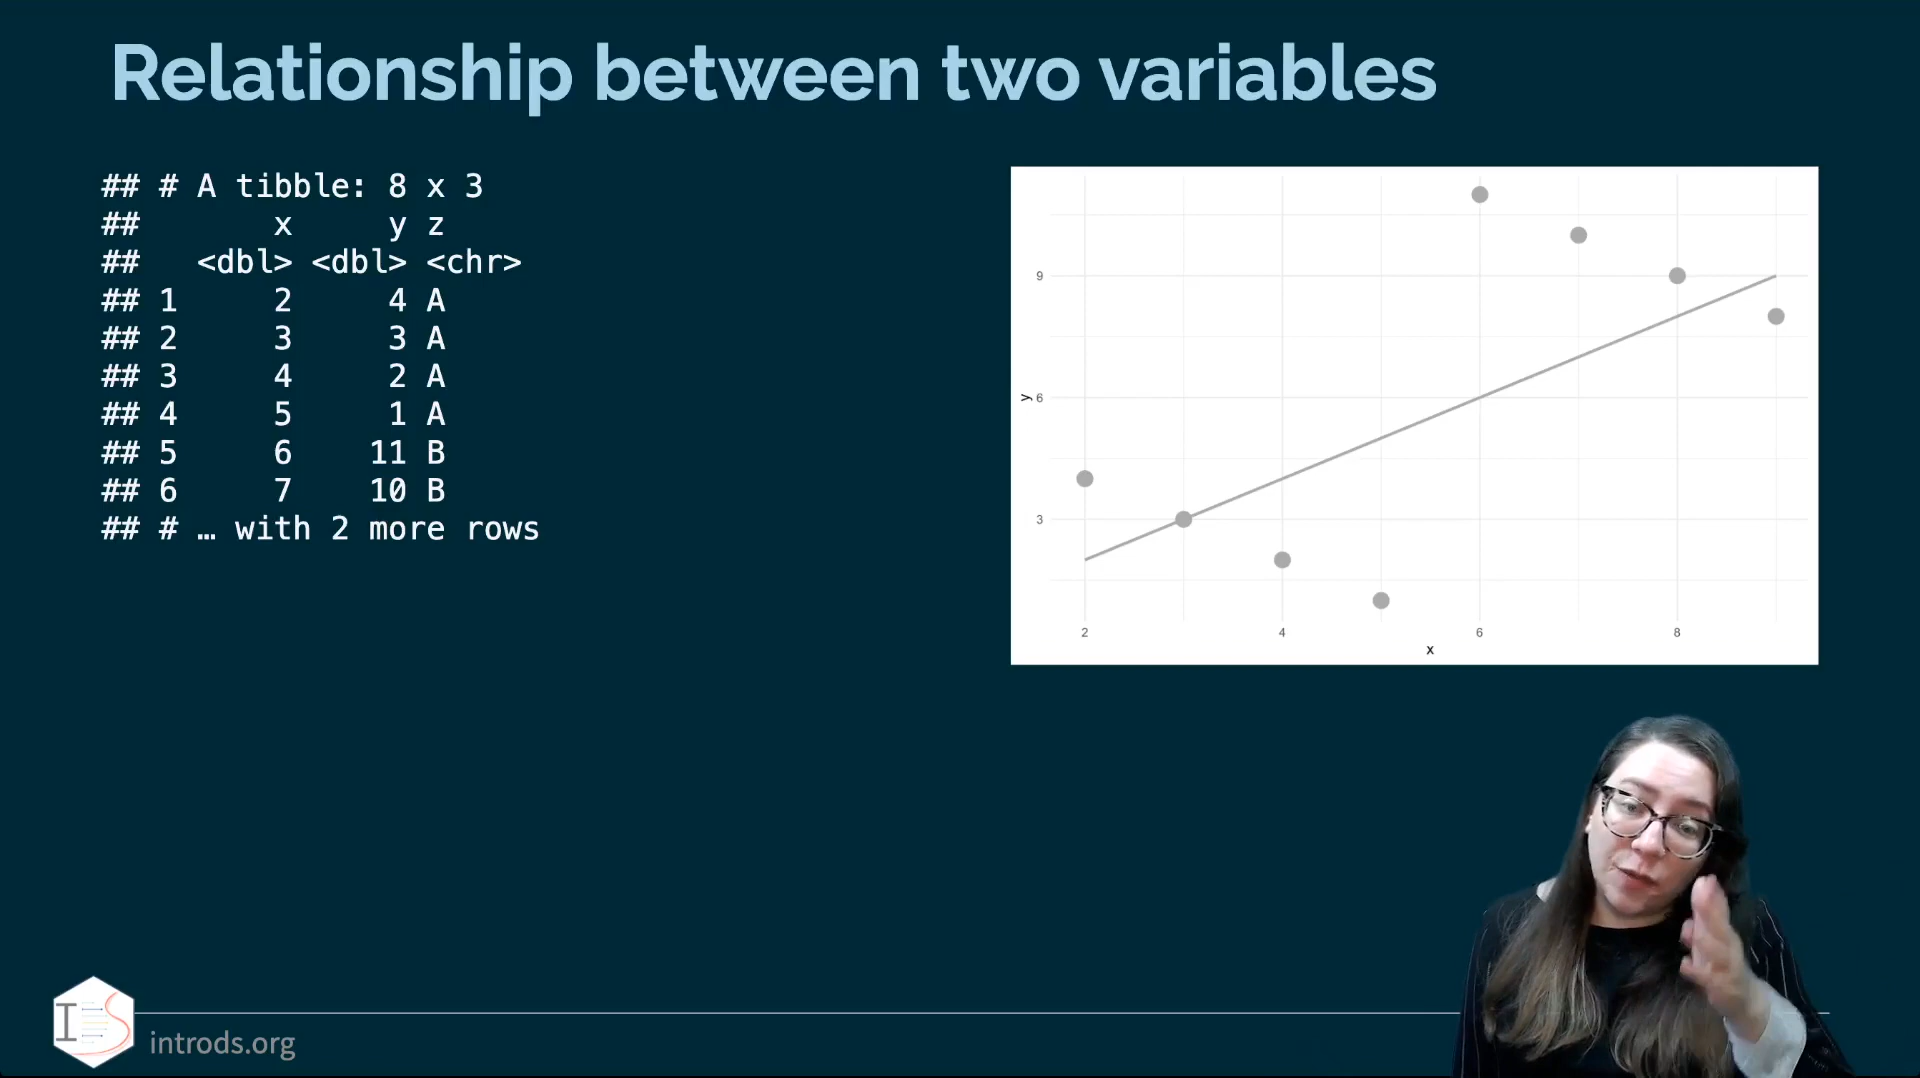 Relationship between two variables
## # A tibble: 8 x 3
##       x     y z
##   <dbl> <dbl> <chr>
## 1     2     4 A
## 2     3     3 A
## 3     4     2 A
## 4     5     1 A
## 5     6    11 B
## 6     7    10 B
## # … with 2 more rows
9
6
3
y
2 4 6 8
x
IDS
introds.org